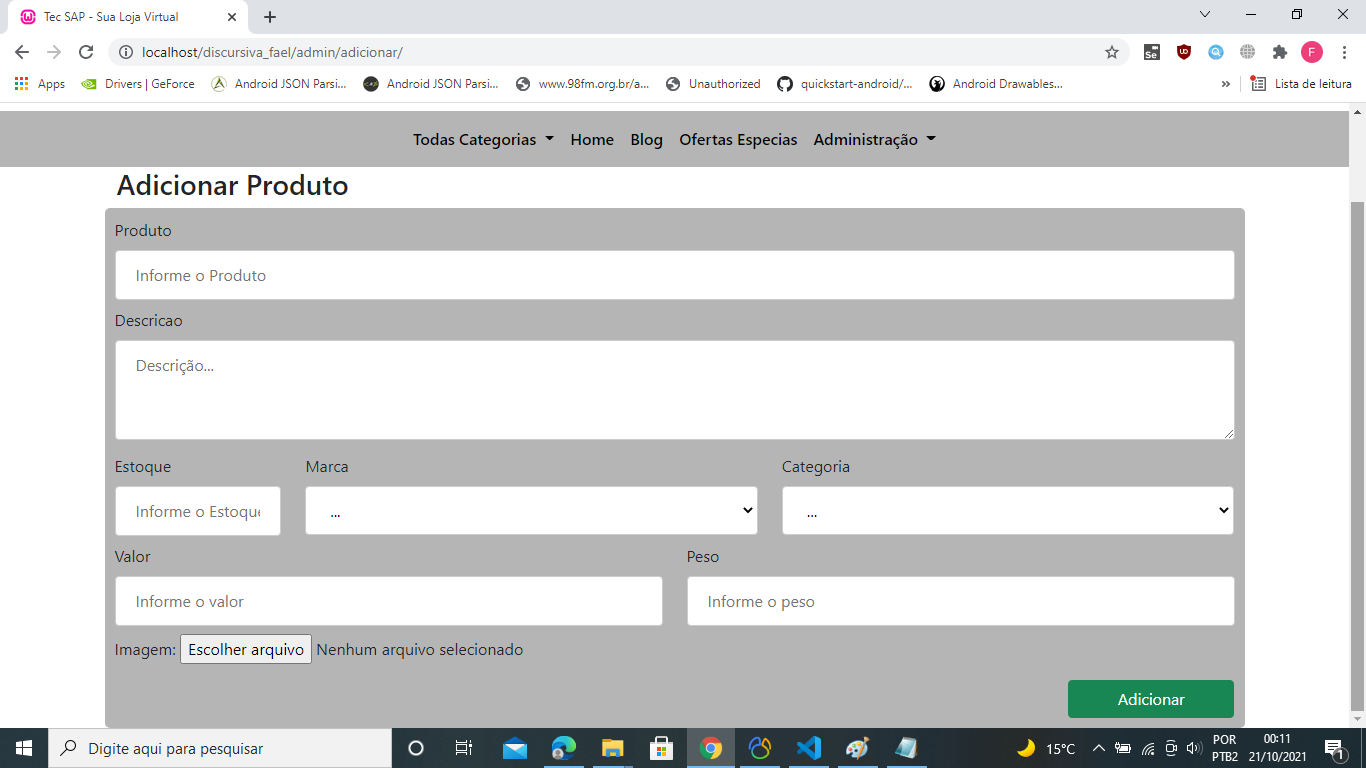 Tec SAP - Sua Loja Virtual
localhost/discursiva_fael/admin/adicionar/
Apps Drivers | GeForce Android JSON Parsi... Android JSON Parsi... www.98fm.org.br/a... Unauthorized quickstart-android/... Android Drawables... » Lista de leitura
Todas Categorias Home Blog Ofertas Especias Administração
Adicionar Produto
Produto
Informe o Produto
Descricao
Descrição...
Estoque Marca Categoria
Informe o Estoque ... ...
Valor Peso
Informe o valor Informe o peso
Imagem: Escolher arquivo Nenhum arquivo selecionado
Adicionar
Digite aqui para pesquisar 15°C POR 00:11
PTB2 21/10/2021 1